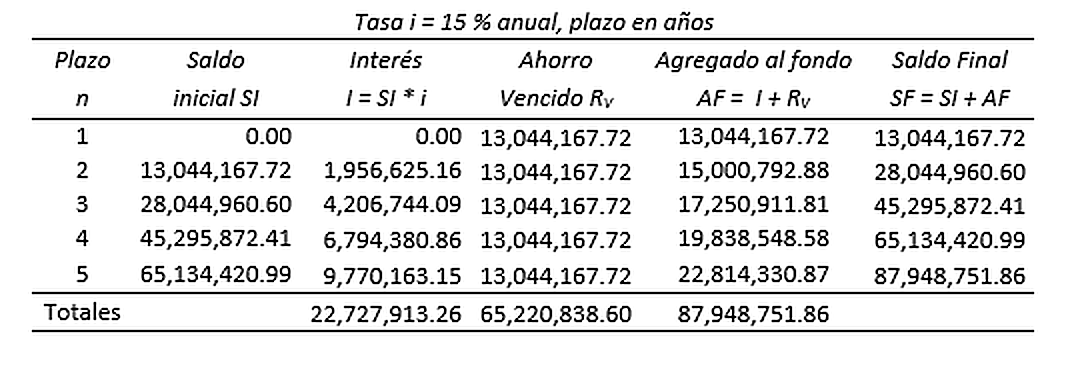 Tasa i = 15 % anual, plazo en años
Plazo Saldo Interés Ahorro Agregado al fondo Saldo Final
n inicial SI I = SI * i Vencido Rᵥ AF = I + Rᵥ SF = SI + AF
1 0.00 0.00 13,044,167.72 13,044,167.72 13,044,167.72
2 13,044,167.72 1,956,625.16 13,044,167.72 15,000,792.88 28,044,960.60
3 28,044,960.60 4,206,744.09 13,044,167.72 17,250,911.81 45,295,872.41
4 45,295,872.41 6,794,380.86 13,044,167.72 19,838,548.58 65,134,420.99
5 65,134,420.99 9,770,163.15 13,044,167.72 22,814,330.87 87,948,751.86
Totales 22,727,913.26 65,220,838.60 87,948,751.86